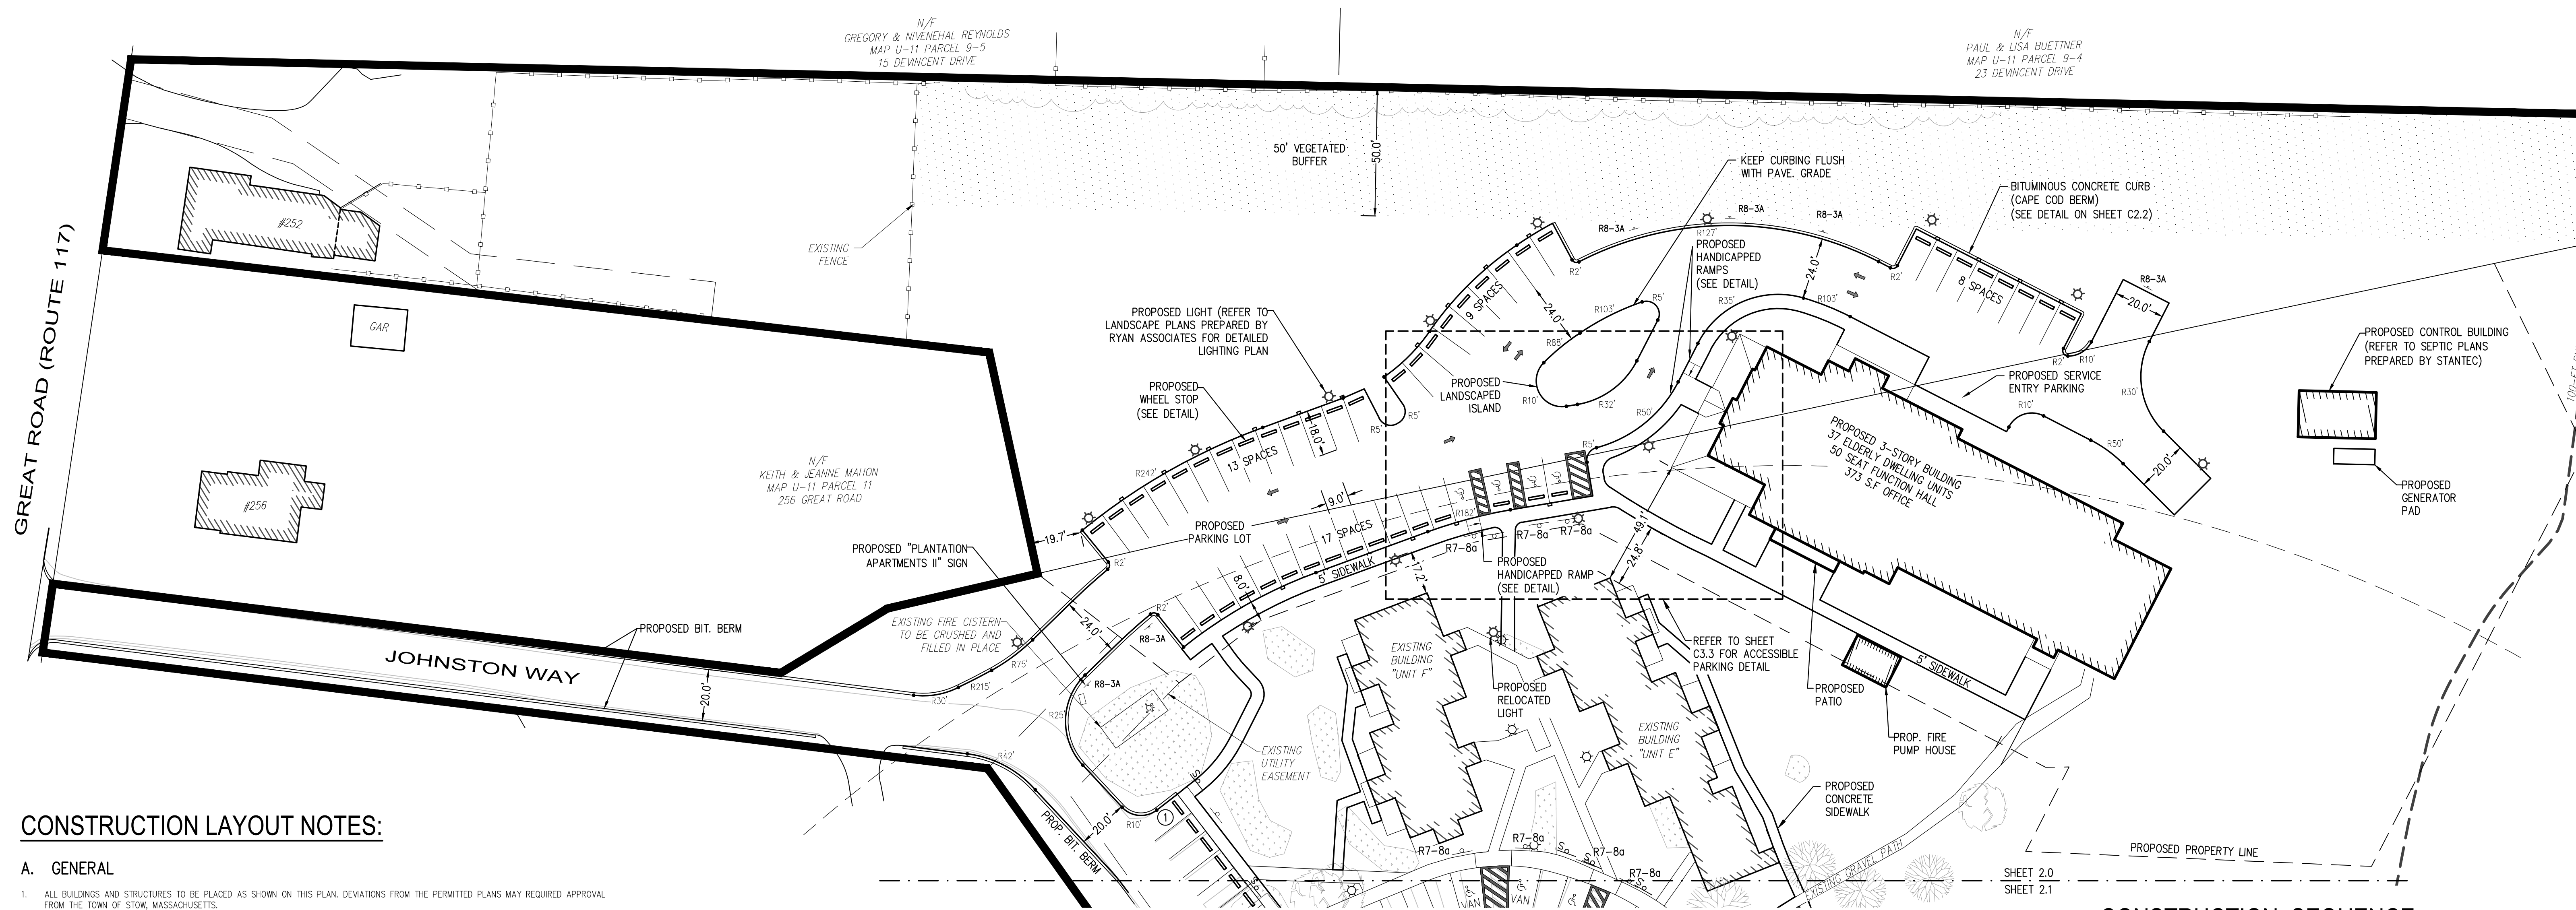 N/F
GREGORY & NIVENEHAL REYNOLDS
MAP U-11 PARCEL 9-5
15 DEVINCENT DRIVE
N/F
PAUL & LISA BUETTNER
MAP U-11 PARCEL 9-4
23 DEVINCENT DRIVE
50' VEGETATED
BUFFER
50.0'
KEEP CURBING FLUSH
WITH PAVE. GRADE
BITUMINOUS CONCRETE CURB
(CAPE COD BERM)
(SEE DETAIL ON SHEET C2.2)
#252
EXISTING
FENCE
GREAT ROAD (ROUTE 117)
GAR
#256
N/F
KEITH & JEANNE MAHON
MAP U-11 PARCEL 11
256 GREAT ROAD
R8-3A
R8-3A
R8-3A
R127'
R2'
R2'
PROPOSED
HANDICAPPED
RAMPS
(SEE DETAIL)
24.0'
8 SPACES
R8-3A
20.0'
9 SPACES
24.0'
R103'
R5'
R35'
R103'
R88'
R10'
R32'
R50'
R2'
R10'
R30'
PROPOSED LIGHT (REFER TO
LANDSCAPE PLANS PREPARED BY
RYAN ASSOCIATES FOR DETAILED
LIGHTING PLAN
PROPOSED
WHEEL STOP
(SEE DETAIL)
PROPOSED
LANDSCAPED
ISLAND
PROPOSED SERVICE
ENTRY PARKING
PROPOSED CONTROL BUILDING
(REFER TO SEPTIC PLANS
PREPARED BY STANTEC)
R10'
R50'
20.0'
PROPOSED
GENERATOR
PAD
PROPOSED 3-STORY BUILDING
37 ELDERLY DWELLING UNITS
50 SEAT FUNCTION HALL
373 S.F OFFICE
R5'
R5'
R5'
18.0'
13 SPACES
R242'
9.0'
17 SPACES
R182'
19.7'
PROPOSED
PARKING LOT
PROPOSED "PLANTATION
APARTMENTS II" SIGN
R2'
R7-8a
R7-8a
R7-8a
PROPOSED
HANDICAPPED RAMP
(SEE DETAIL)
49.1'
24.8'
17.2'
5' SIDEWALK
8.0'
EXISTING FIRE CISTERN
TO BE CRUSHED AND
FILLED IN PLACE
24.0'
R2'
R8-3A
R75'
R215'
R30'
R8-3A
R25'
PROPOSED BIT. BERM
JOHNSTON WAY
20.0'
R42'
PROP. BIT. BERM
20.0'
R10'
1
EXISTING
UTILITY
EASEMENT
EXISTING
BUILDING
"UNIT F"
EXISTING
BUILDING
"UNIT E"
PROPOSED
RELOCATED
LIGHT
REFER TO SHEET
C3.3 FOR ACCESSIBLE
PARKING DETAIL
PROPOSED
PATIO
5' SIDEWALK
PROP. FIRE
PUMP HOUSE
PROPOSED
CONCRETE
SIDEWALK
R7-8a
R7-8a
R7-8a
VAN
VAN
EXISTING GRAVEL PATH
PROPOSED PROPERTY LINE
SHEET 2.0
SHEET 2.1
CONSTRUCTION LAYOUT NOTES:
A. GENERAL
1. ALL BUILDINGS AND STRUCTURES TO BE PLACED AS SHOWN ON THIS PLAN. DEVIATIONS FROM THE PERMITTED PLANS MAY REQUIRED APPROVAL
FROM THE TOWN OF STOW, MASSACHUSETTS.
CONSTRUCTION SEQUENCE